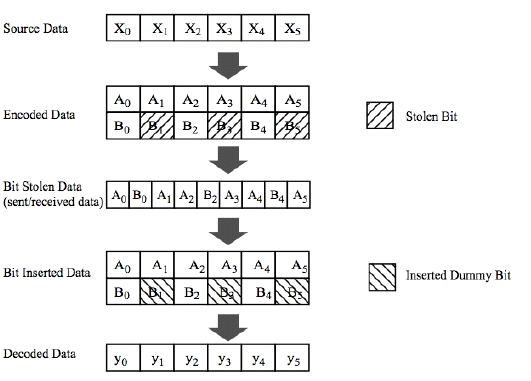 Source Data X₀ X₁ X₂ X₃ X₄ X₅
Encoded Data
A₀ A₁ A₂ A₃ A₄ A₅
B₀ B₁ B₂ B₃ B₄ B₅
Stolen Bit
Bit Stolen Data
(sent/received data)
A₀ B₀ A₁ A₂ B₂ A₃ A₄ B₄ A₅
Bit Inserted Data
A₀ A₁ A₂ A₃ A₄ A₅
B₀ B₁ B₂ B₃ B₄ B₅
Inserted Dummy Bit
Decoded Data y₀ y₁ y₂ y₃ y₄ y₅